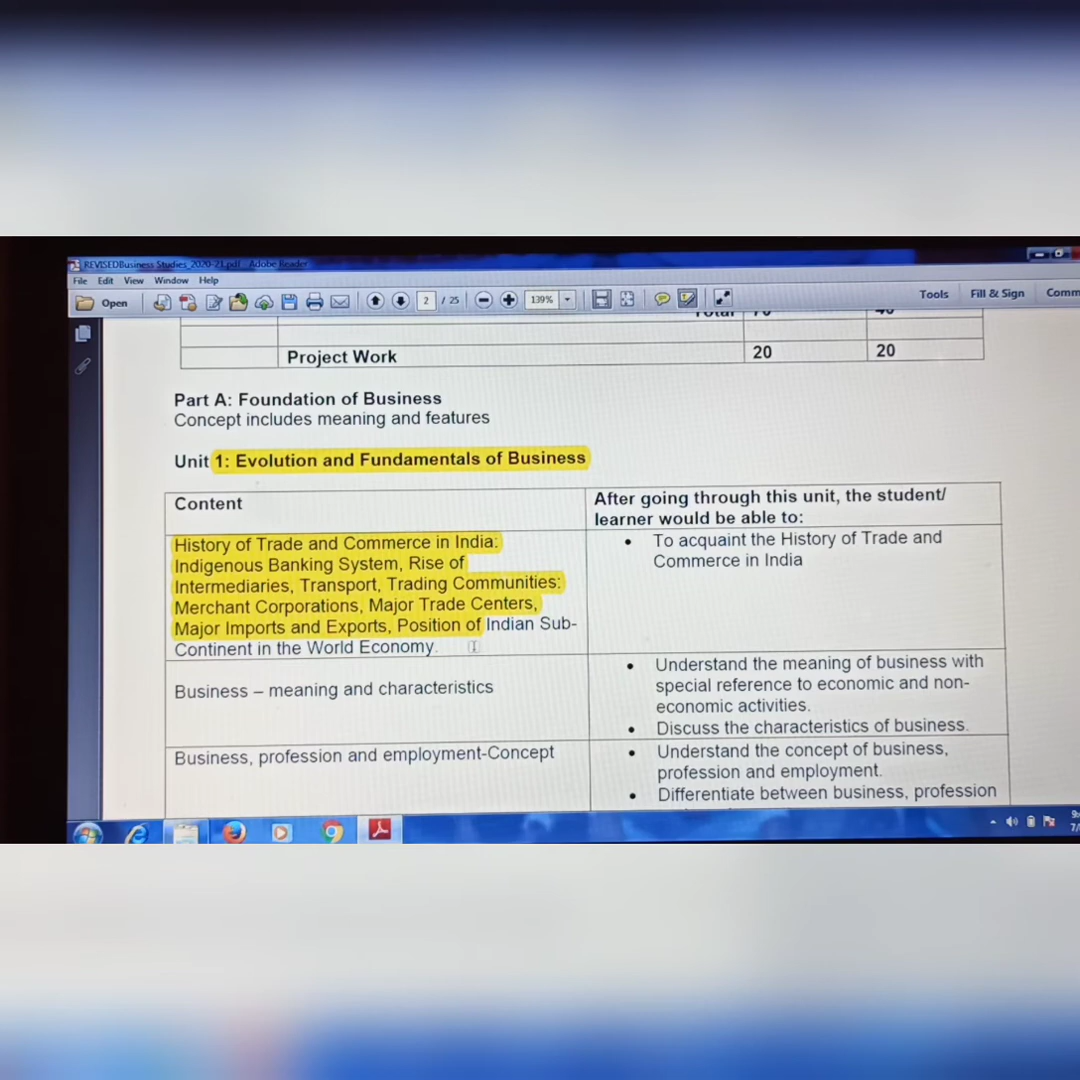 REVISEDBusiness Studies_2020-21.pdf - Adobe Reader
File Edit View Window Help
Open 2 / 25 139% Tools Fill & Sign Comm
Total 70 40
Project Work 20 20
Part A: Foundation of Business
Concept includes meaning and features
Unit 1: Evolution and Fundamentals of Business
Content
After going through this unit, the student/
learner would be able to:
History of Trade and Commerce in India:
Indigenous Banking System, Rise of
Intermediaries, Transport, Trading Communities:
Merchant Corporations, Major Trade Centers,
Major Imports and Exports, Position of Indian Sub-
Continent in the World Economy.
• To acquaint the History of Trade and
Commerce in India
Business – meaning and characteristics
• Understand the meaning of business with
special reference to economic and non-
economic activities.
• Discuss the characteristics of business.
Business, profession and employment-Concept
• Understand the concept of business,
profession and employment.
• Differentiate between business, profession